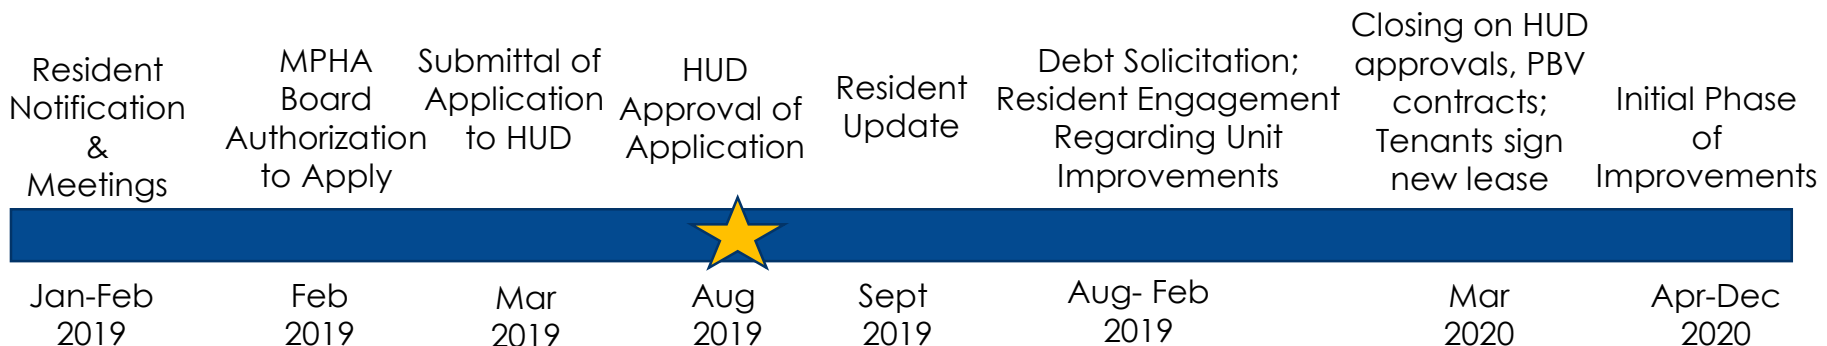 Resident
Notification
&
Meetings
MPHA
Board
Authorization
to Apply
Submittal of
Application
to HUD
HUD
Approval of
Application
Resident
Update
Debt Solicitation;
Resident Engagement
Regarding Unit
Improvements
Closing on HUD
approvals, PBV
contracts;
Tenants sign
new lease
Initial Phase
of
Improvements
Jan-Feb
2019
Feb
2019
Mar
2019
Aug
2019
Sept
2019
Aug- Feb
2019
Mar
2020
Apr-Dec
2020